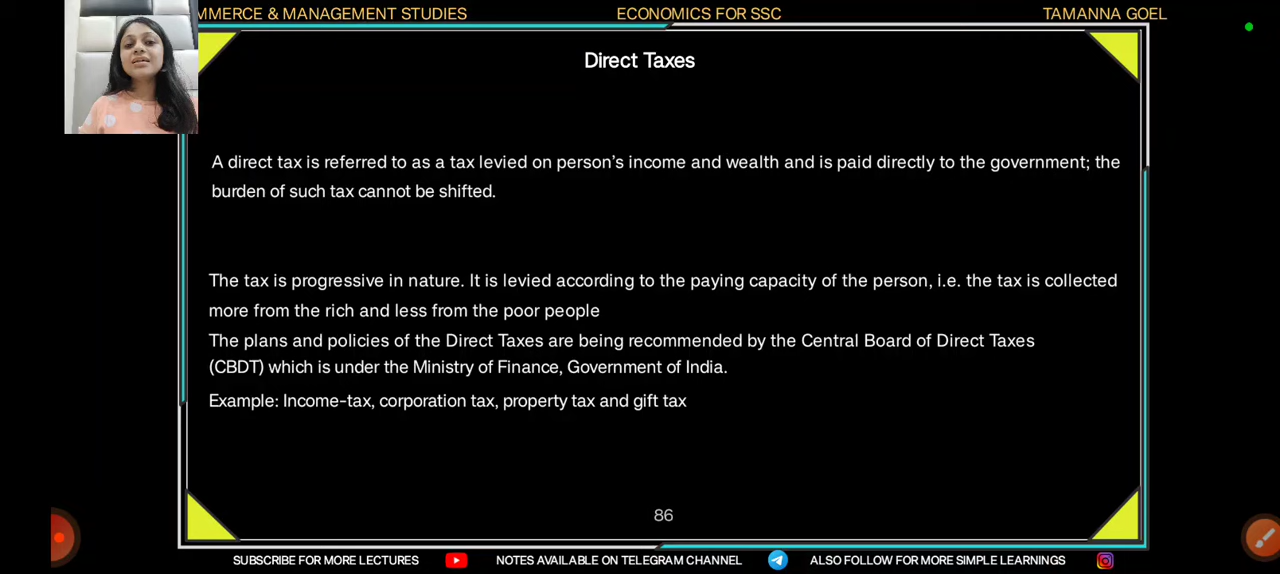 MMERCE & MANAGEMENT STUDIES ECONOMICS FOR SSC TAMANNA GOEL
Direct Taxes
A direct tax is referred to as a tax levied on person's income and wealth and is paid directly to the government; the
burden of such tax cannot be shifted.
The tax is progressive in nature. It is levied according to the paying capacity of the person, i.e. the tax is collected
more from the rich and less from the poor people
The plans and policies of the Direct Taxes are being recommended by the Central Board of Direct Taxes
(CBDT) which is under the Ministry of Finance, Government of India.
Example: Income-tax, corporation tax, property tax and gift tax
86
SUBSCRIBE FOR MORE LECTURES NOTES AVAILABLE ON TELEGRAM CHANNEL ALSO FOLLOW FOR MORE SIMPLE LEARNINGS